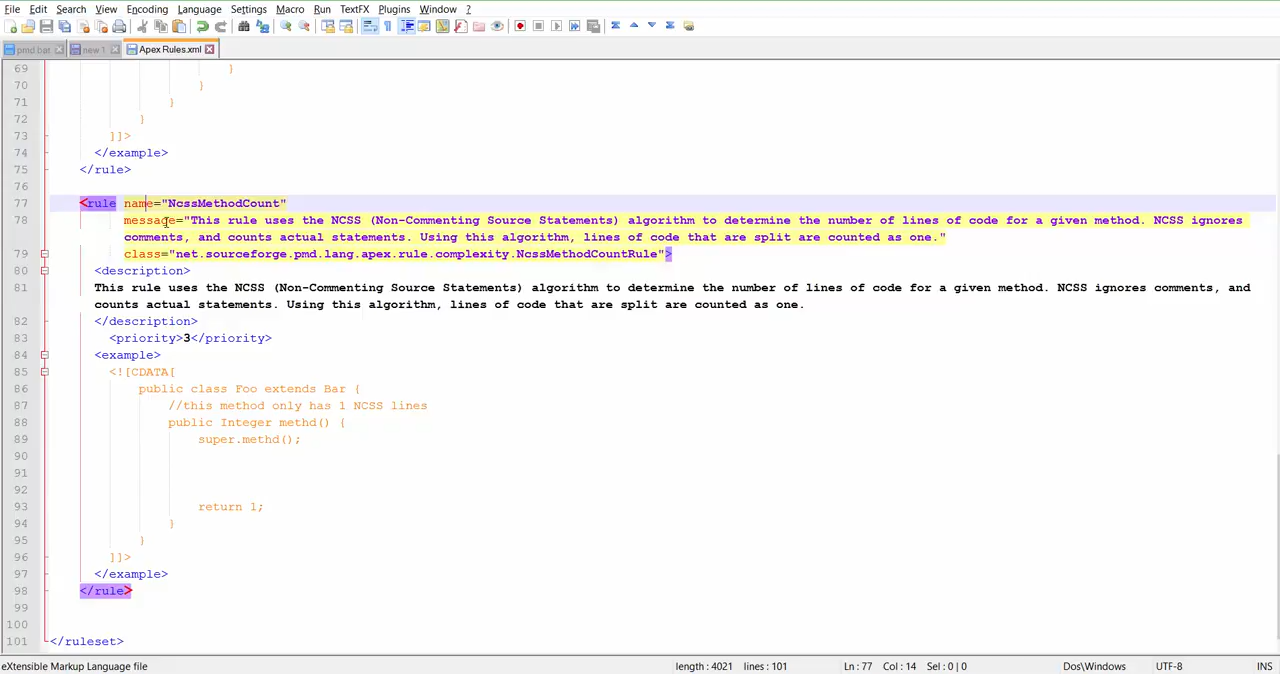 File Edit Search View Encoding Language Settings Macro Run TextFX Plugins Window ?
pmd bat new 1 Apex Rules.xml
69 }
70 }
71 }
72 }
73 ]]>
74 </example>
75 </rule>
76
77 <rule name="NcssMethodCount"
78 message="This rule uses the NCSS (Non-Commenting Source Statements) algorithm to determine the number of lines of code for a given method. NCSS ignores
comments, and counts actual statements. Using this algorithm, lines of code that are split are counted as one."
79 class="net.sourceforge.pmd.lang.apex.rule.complexity.NcssMethodCountRule">
80 <description>
81 This rule uses the NCSS (Non-Commenting Source Statements) algorithm to determine the number of lines of code for a given method. NCSS ignores comments, and
counts actual statements. Using this algorithm, lines of code that are split are counted as one.
82 </description>
83 <priority>3</priority>
84 <example>
85 <![CDATA[
86 public class Foo extends Bar {
87 //this method only has 1 NCSS lines
88 public Integer methd() {
89 super.methd();
90
91
92
93 return 1;
94 }
95 }
96 ]]>
97 </example>
98 </rule>
99
100
101 </ruleset>
eXtensible Markup Language file length : 4021 lines : 101 Ln : 77 Col : 14 Sel : 0 | 0 Dos\Windows UTF-8 INS